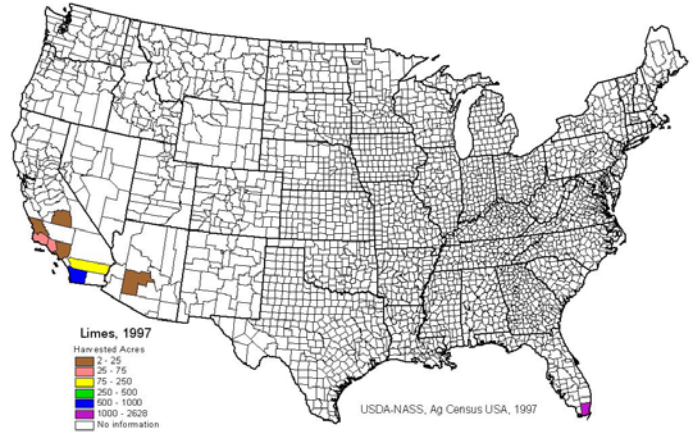 Limes, 1997
Harvested Acres
2 - 25
25 - 75
75 - 250
250 - 500
500 - 1000
1000 - 2628
No information
USDA-NASS, Ag Census USA, 1997